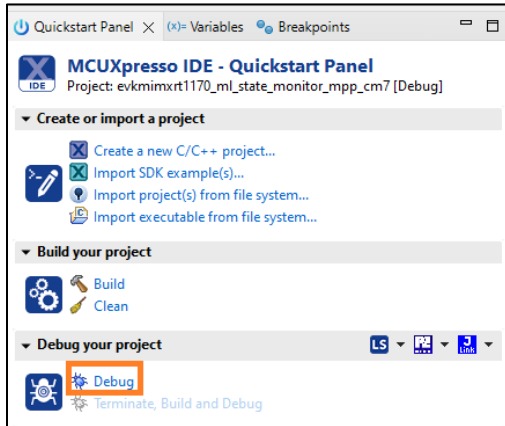 Quickstart Panel (x)= Variables Breakpoints
IDE
MCUXpresso IDE - Quickstart Panel
Project: evkmimxrt1170_ml_state_monitor_mpp_cm7 [Debug]
Create or import a project
Create a new C/C++ project...
Import SDK example(s)...
Import project(s) from file system...
Import executable from file system...
Build your project
Build
Clean
Debug your project LS PE Link
Debug
Terminate, Build and Debug